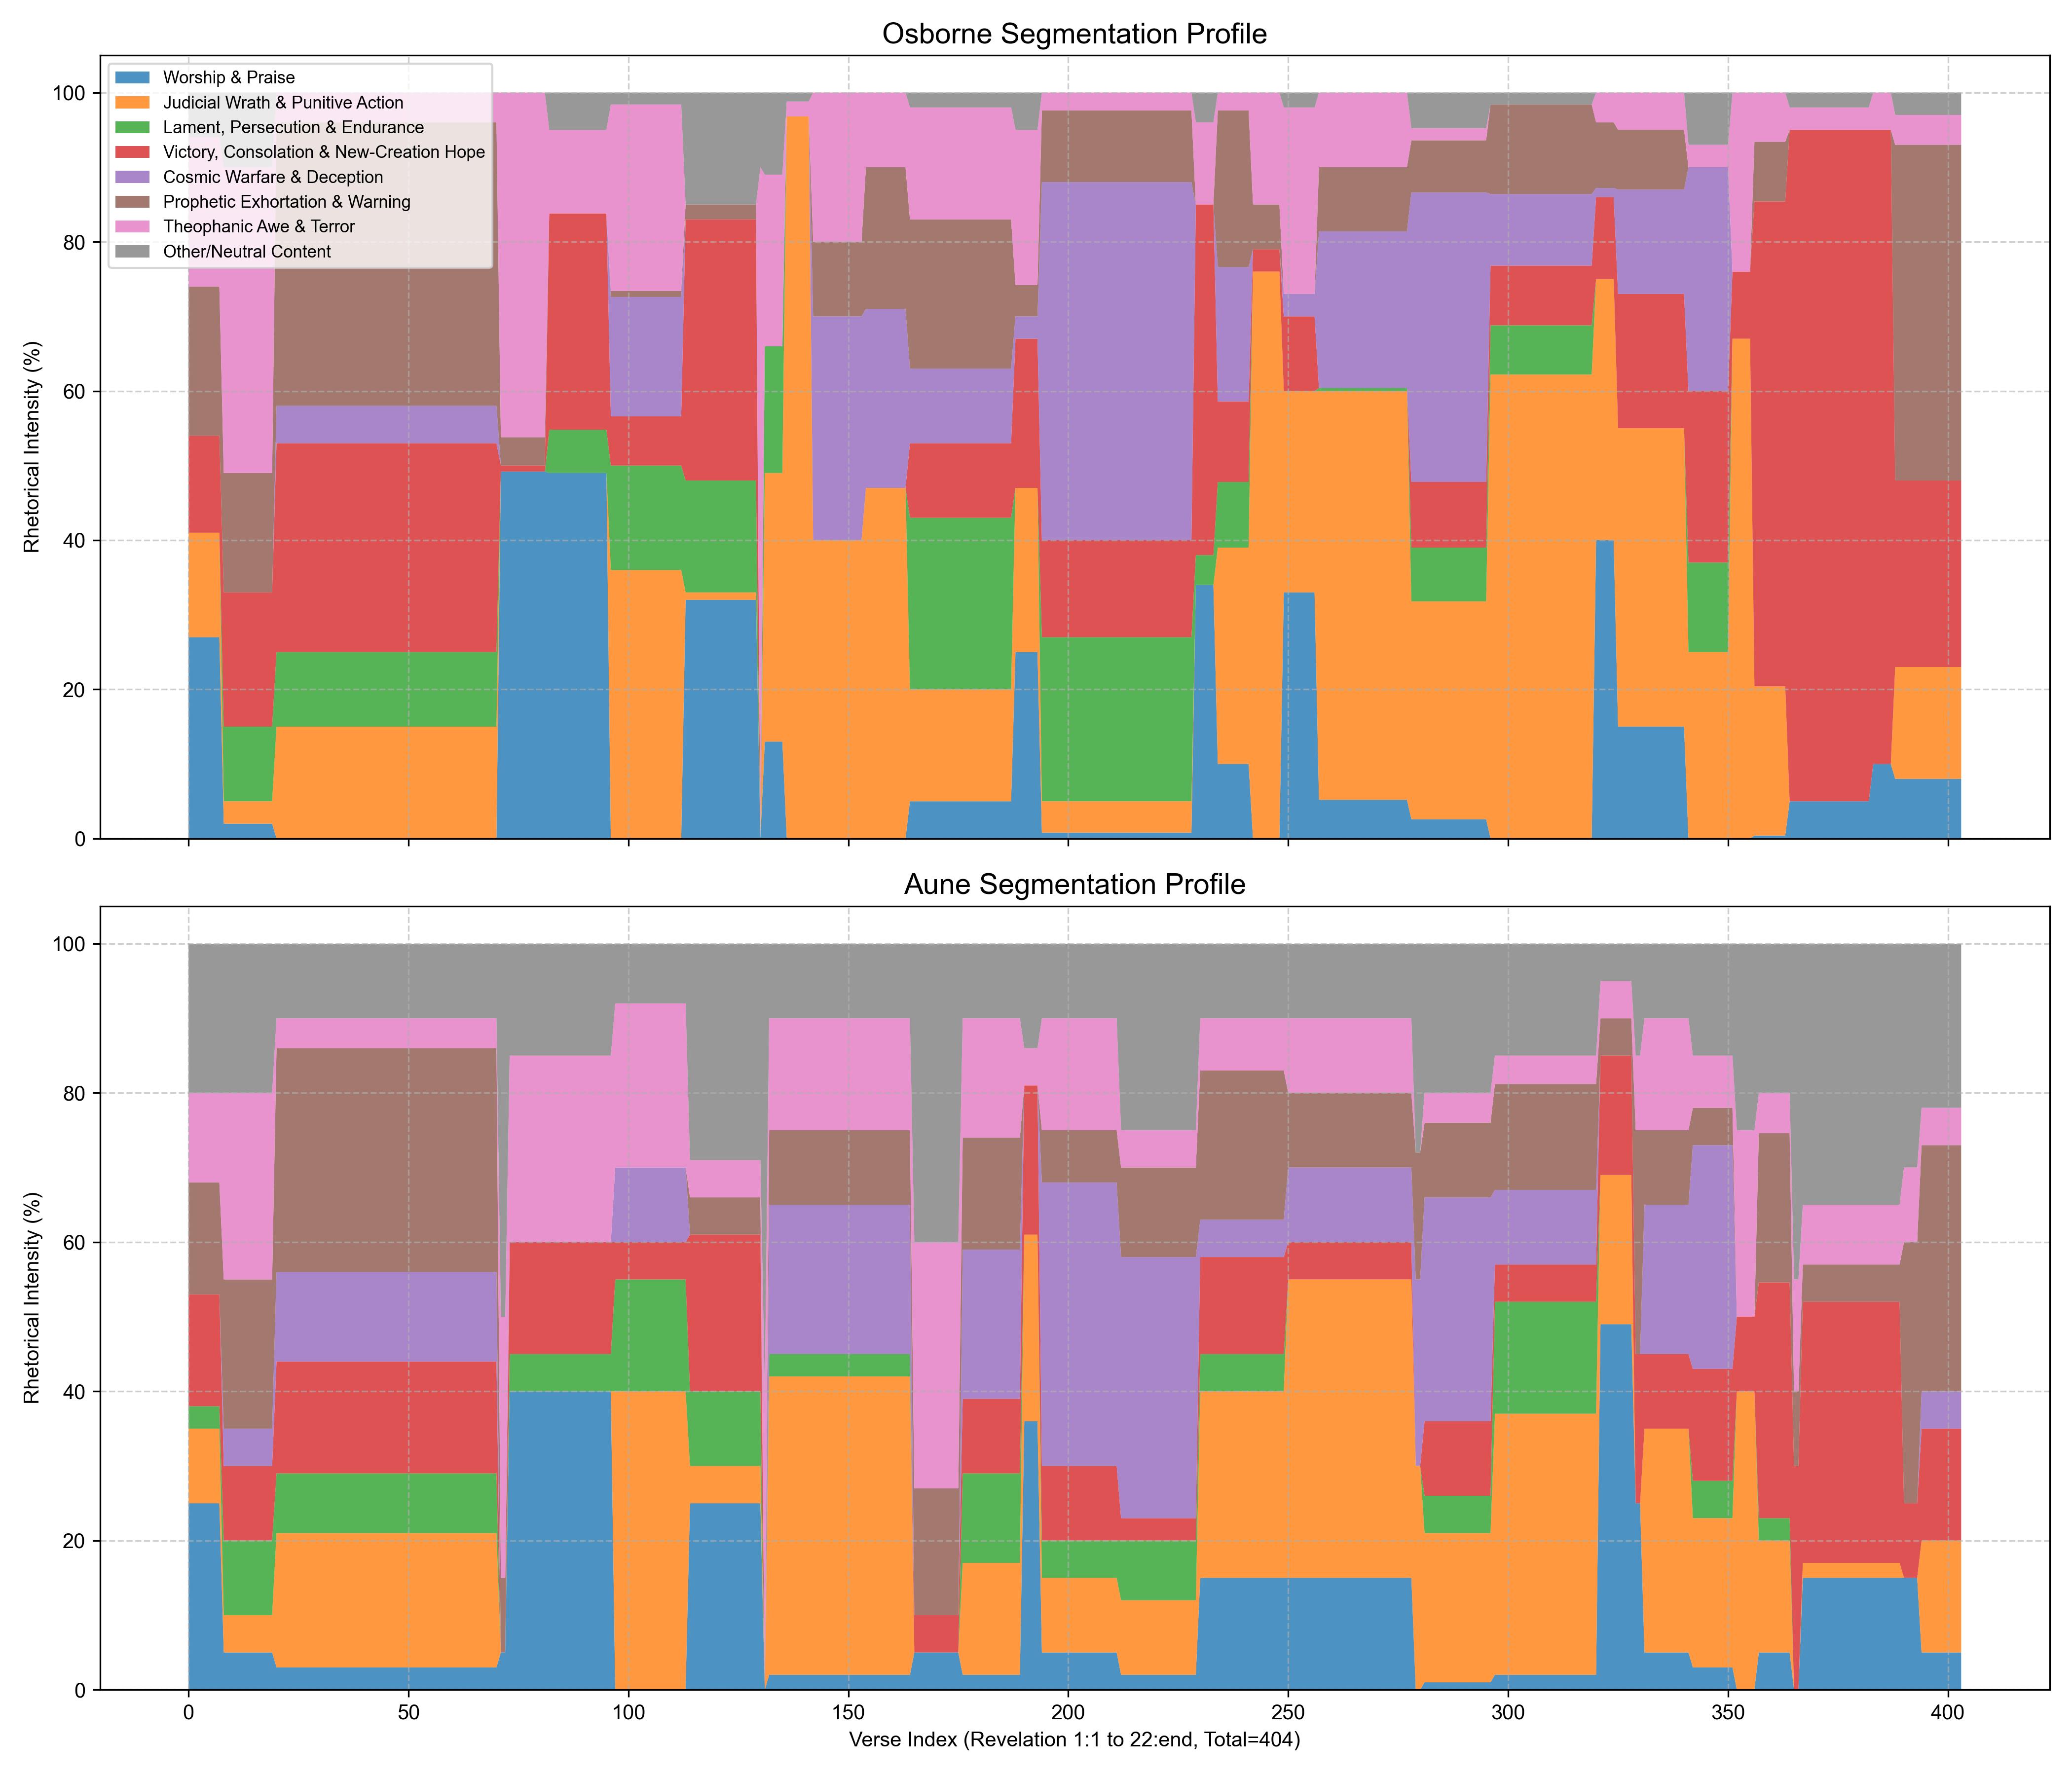 Osborne Segmentation Profile
Worship & Praise
Judicial Wrath & Punitive Action
Lament, Persecution & Endurance
Victory, Consolation & New-Creation Hope
Cosmic Warfare & Deception
Prophetic Exhortation & Warning
Theophanic Awe & Terror
Other/Neutral Content
Rhetorical Intensity (%)
100
80
60
40
20
0
Aune Segmentation Profile
Rhetorical Intensity (%)
100
80
60
40
20
0
0 50 100 150 200 250 300 350 400
Verse Index (Revelation 1:1 to 22:end, Total=404)